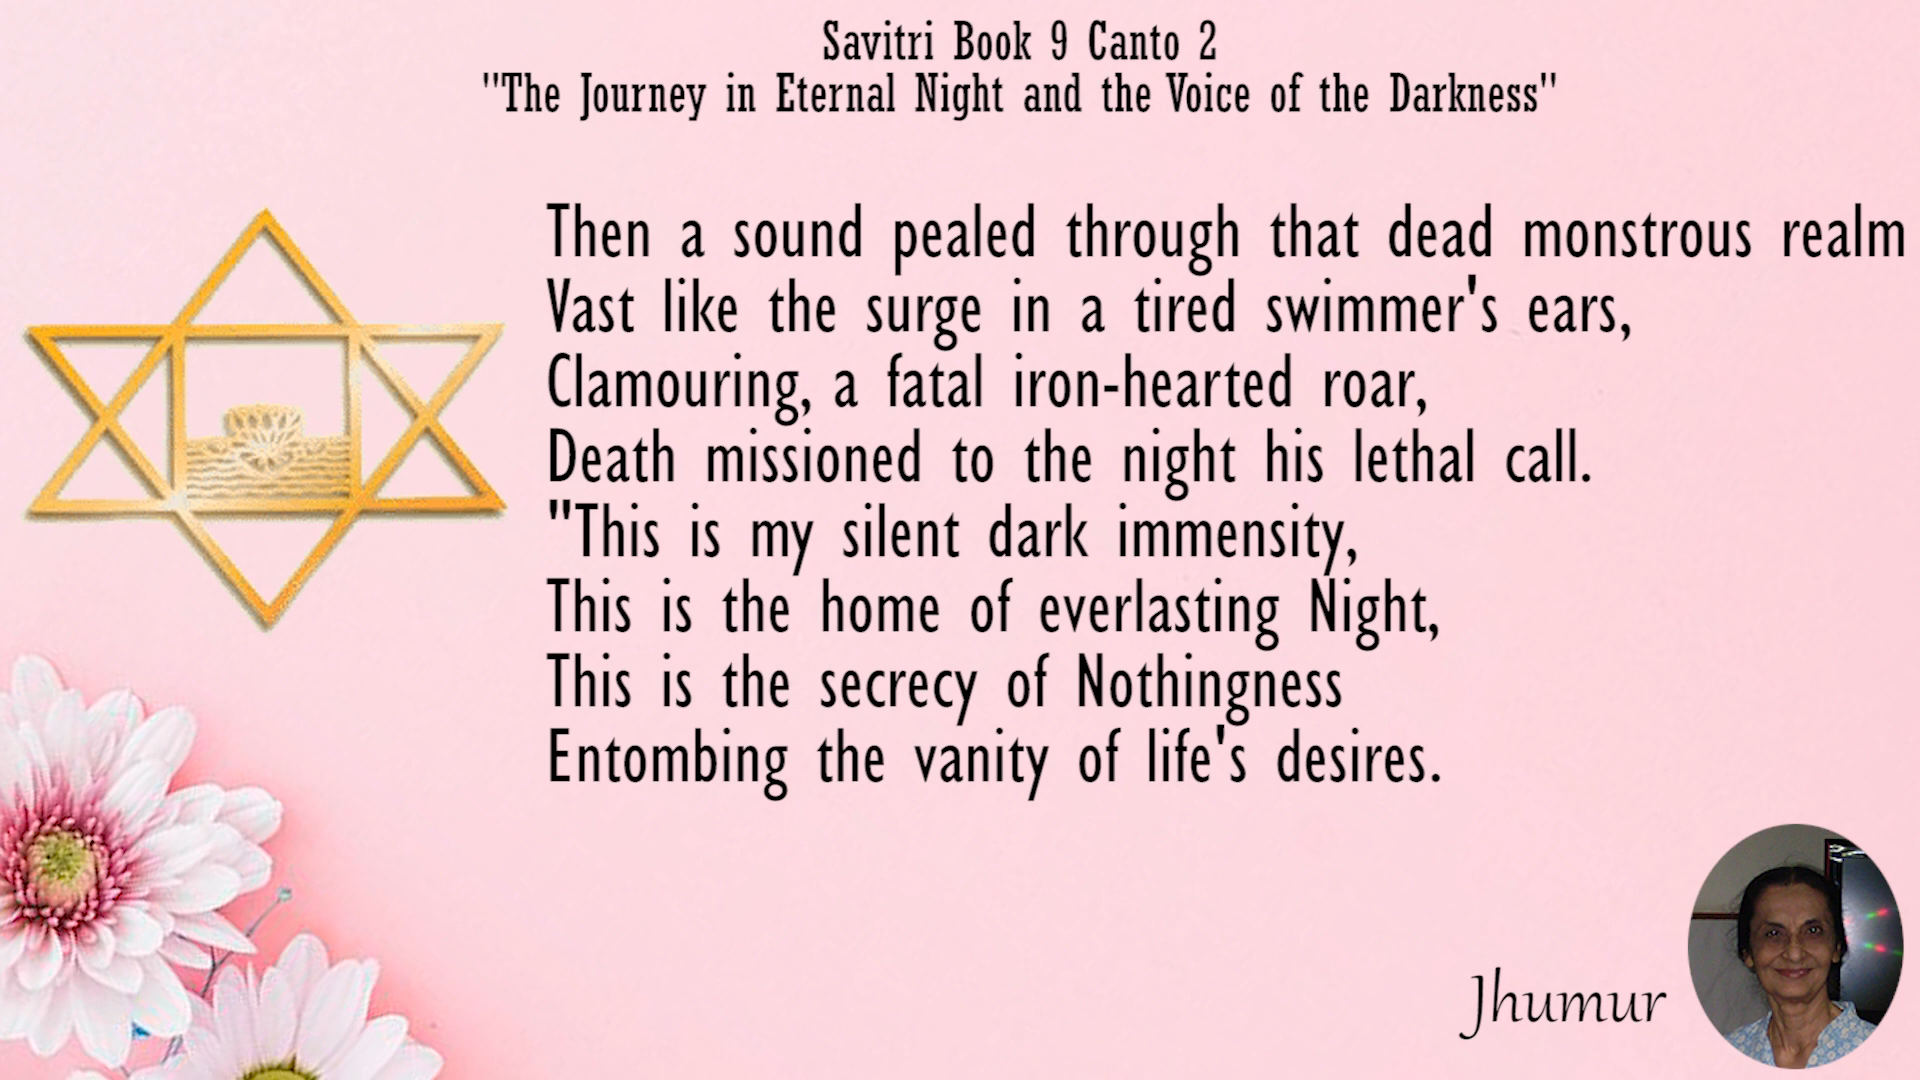 Savitri Book 9 Canto 2
"The Journey in Eternal Night and the Voice of the Darkness"
Then a sound pealed through that dead monstrous realm
Vast like the surge in a tired swimmer's ears,
Clamouring, a fatal iron-hearted roar,
Death missioned to the night his lethal call.
"This is my silent dark immensity,
This is the home of everlasting Night,
This is the secrecy of Nothingness
Entombing the vanity of life's desires.
Jhumur